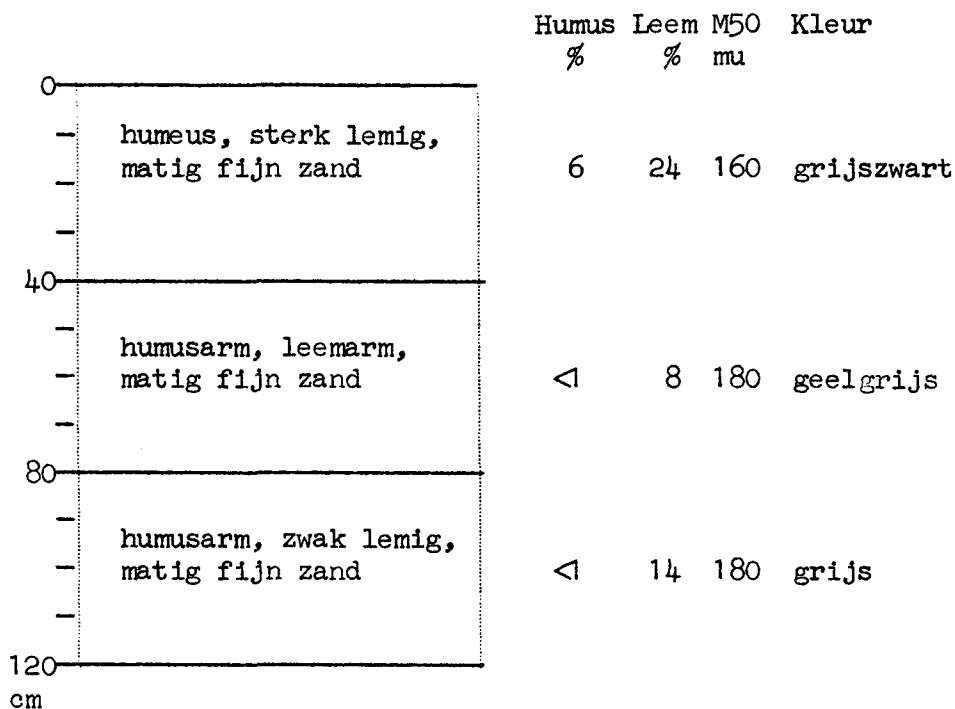 Humus Leem M50 Kleur
% % mu
0
humeus, sterk lemig,
matig fijn zand 6 24 160 grijszwart
40
humusarm, leemarm,
matig fijn zand <1 8 180 geelgrijs
80
humusarm, zwak lemig,
matig fijn zand <1 14 180 grijs
120
cm